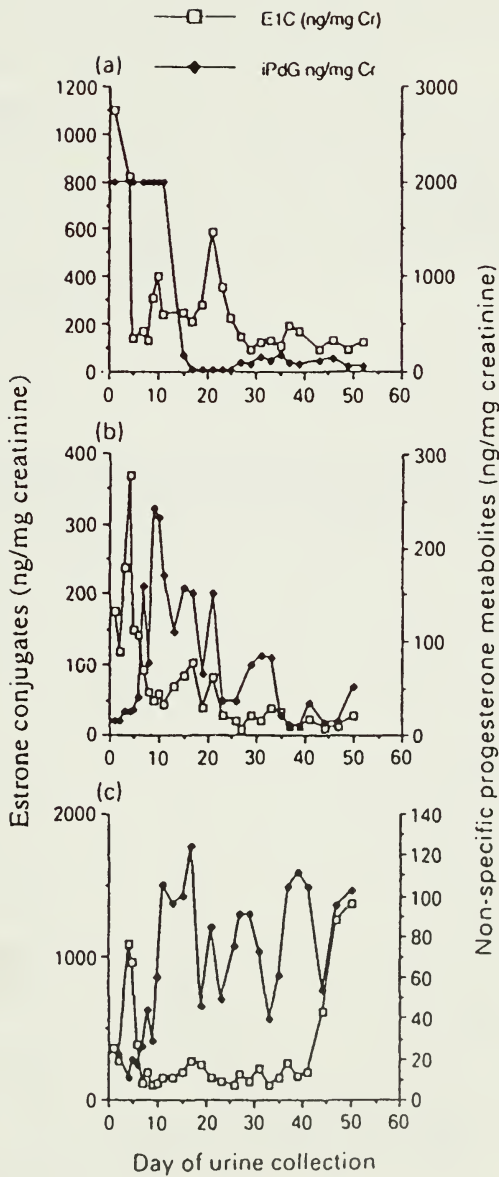 E1C (ng/mg Cr)
iPdG ng/mg Cr
(a)
1200
1000
800
600
400
200
0
3000
2000
1000
0
0 10 20 30 40 50 60
(b)
400
300
200
100
0
300
200
100
0
0 10 20 30 40 50 60
(c)
2000
1000
0
140
120
100
80
60
40
20
0
0 10 20 30 40 50 60
Estrone conjugates (ng/mg creatinine)
Non-specific progesterone metabolites (ng/mg creatinine)
Day of urine collection